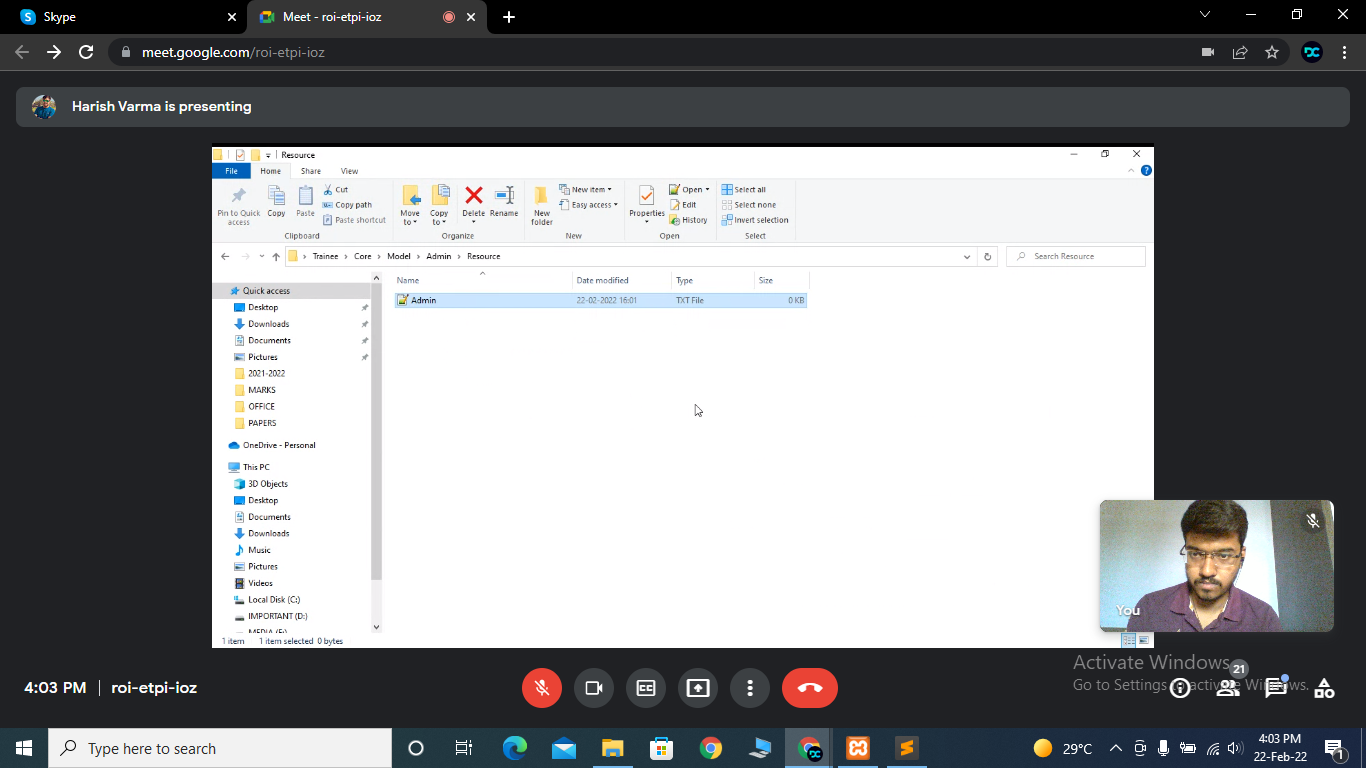 Skype
Meet - roi-etpi-ioz
meet.google.com/roi-etpi-ioz
Harish Varma is presenting
Resource
File Home Share View
Pin to Quick access
Copy
Paste
Cut
Copy path
Paste shortcut
Clipboard
Move to
Copy to
Delete
Rename
Organize
New folder
New item
Easy access
New
Properties
Open
Edit
History
Open
Select all
Select none
Invert selection
Select
Trainee › Core › Model › Admin › Resource
Search Resource
Name Date modified Type Size
Admin 22-02-2022 16:01 TXT File 0 KB
Quick access
Desktop
Downloads
Documents
Pictures
2021-2022
MARKS
OFFICE
PAPERS
OneDrive - Personal
This PC
3D Objects
Desktop
Documents
Downloads
Music
Pictures
Videos
Local Disk (C:)
IMPORTANT (D:)
1 item 1 item selected 0 bytes
You
4:03 PM | roi-etpi-ioz
Activate Windows
Go to Settings to activate Windows.
21
Type here to search
29°C
4:03 PM
22-Feb-22
1